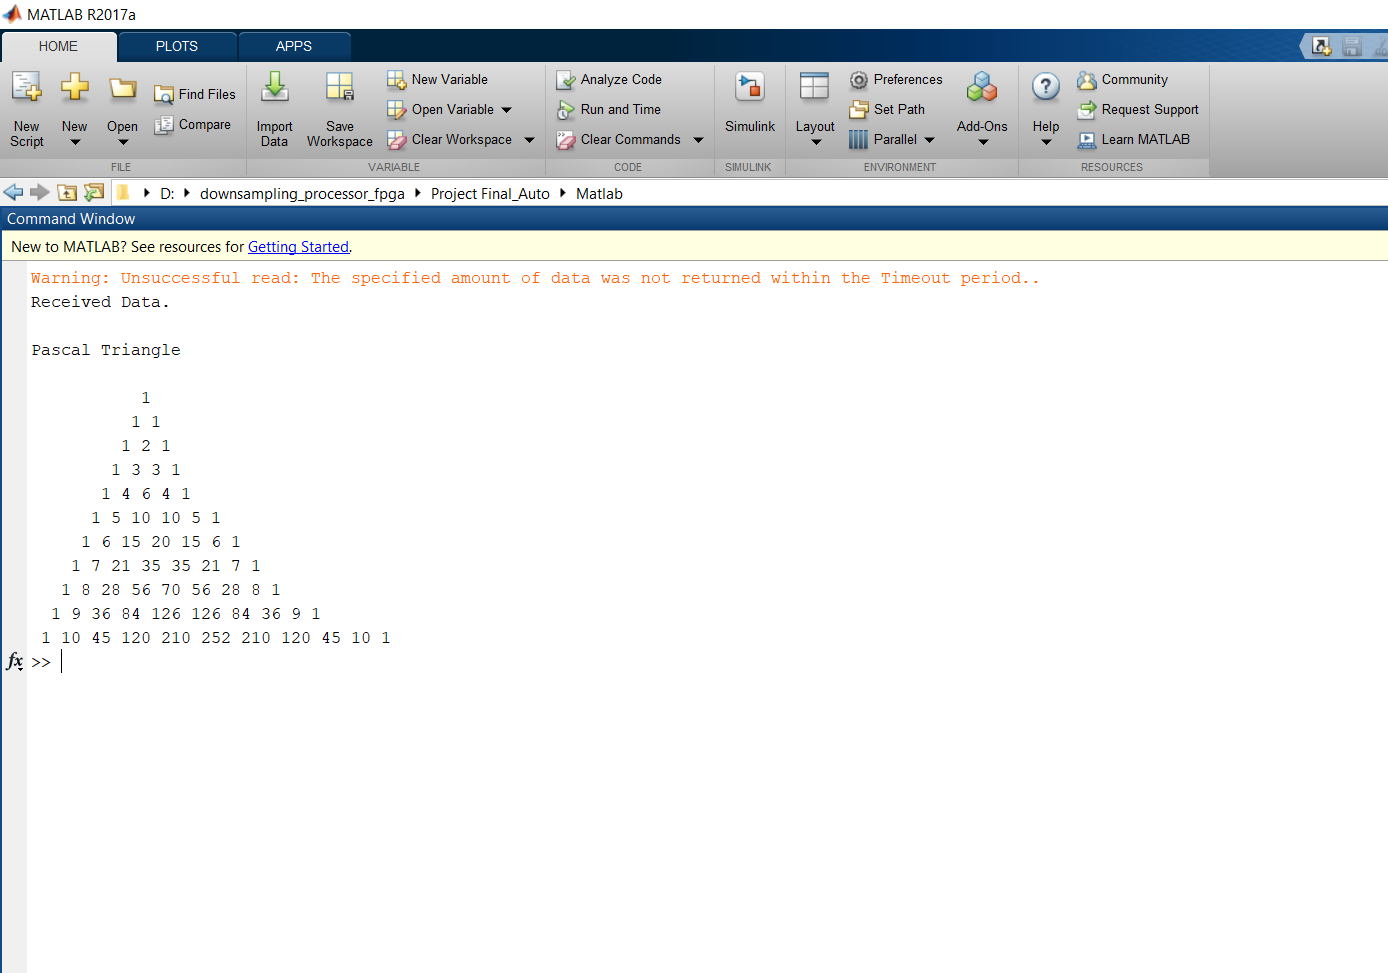 MATLAB R2017a
HOME PLOTS APPS
New Script
New
Open
Find Files
Compare
FILE
Import Data
Save Workspace
New Variable
Open Variable
Clear Workspace
VARIABLE
Analyze Code
Run and Time
Clear Commands
CODE
Simulink
SIMULINK
Layout
Preferences
Set Path
Parallel
Add-Ons
ENVIRONMENT
Help
Community
Request Support
Learn MATLAB
RESOURCES
D: downsampling_processor_fpga Project Final_Auto Matlab
Command Window
New to MATLAB? See resources for Getting Started.
Warning: Unsuccessful read: The specified amount of data was not returned within the Timeout period..
Received Data.
Pascal Triangle
1
1 1
1 2 1
1 3 3 1
1 4 6 4 1
1 5 10 10 5 1
1 6 15 20 15 6 1
1 7 21 35 35 21 7 1
1 8 28 56 70 56 28 8 1
1 9 36 84 126 126 84 36 9 1
1 10 45 120 210 252 210 120 45 10 1
fx >>